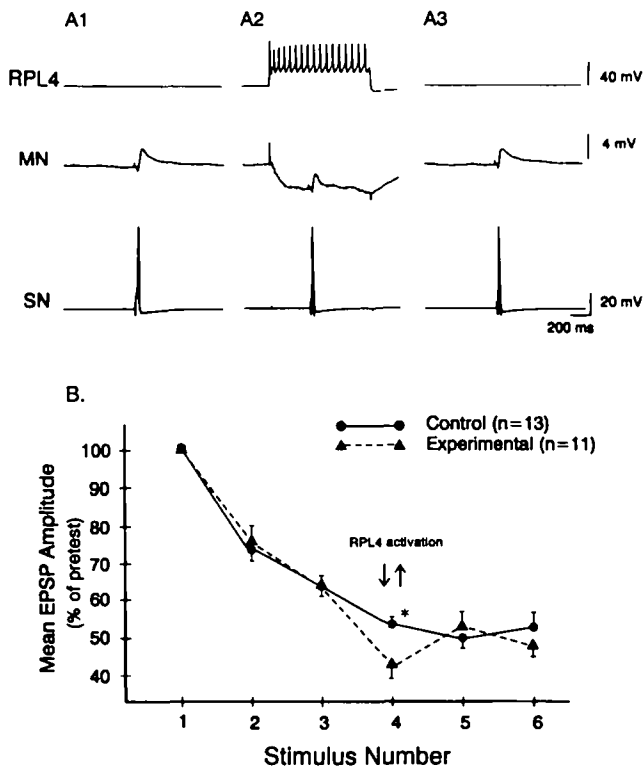 A1 A2 A3
RPL4
40 mV
4 mV
MN
SN
20 mV
200 ms
B.
Control (n=13)
Experimental (n=11)
Mean EPSP Amplitude
(% of pretest)
100
90
80
70
60
50
40
RPL4 activation
*
1 2 3 4 5 6
Stimulus Number